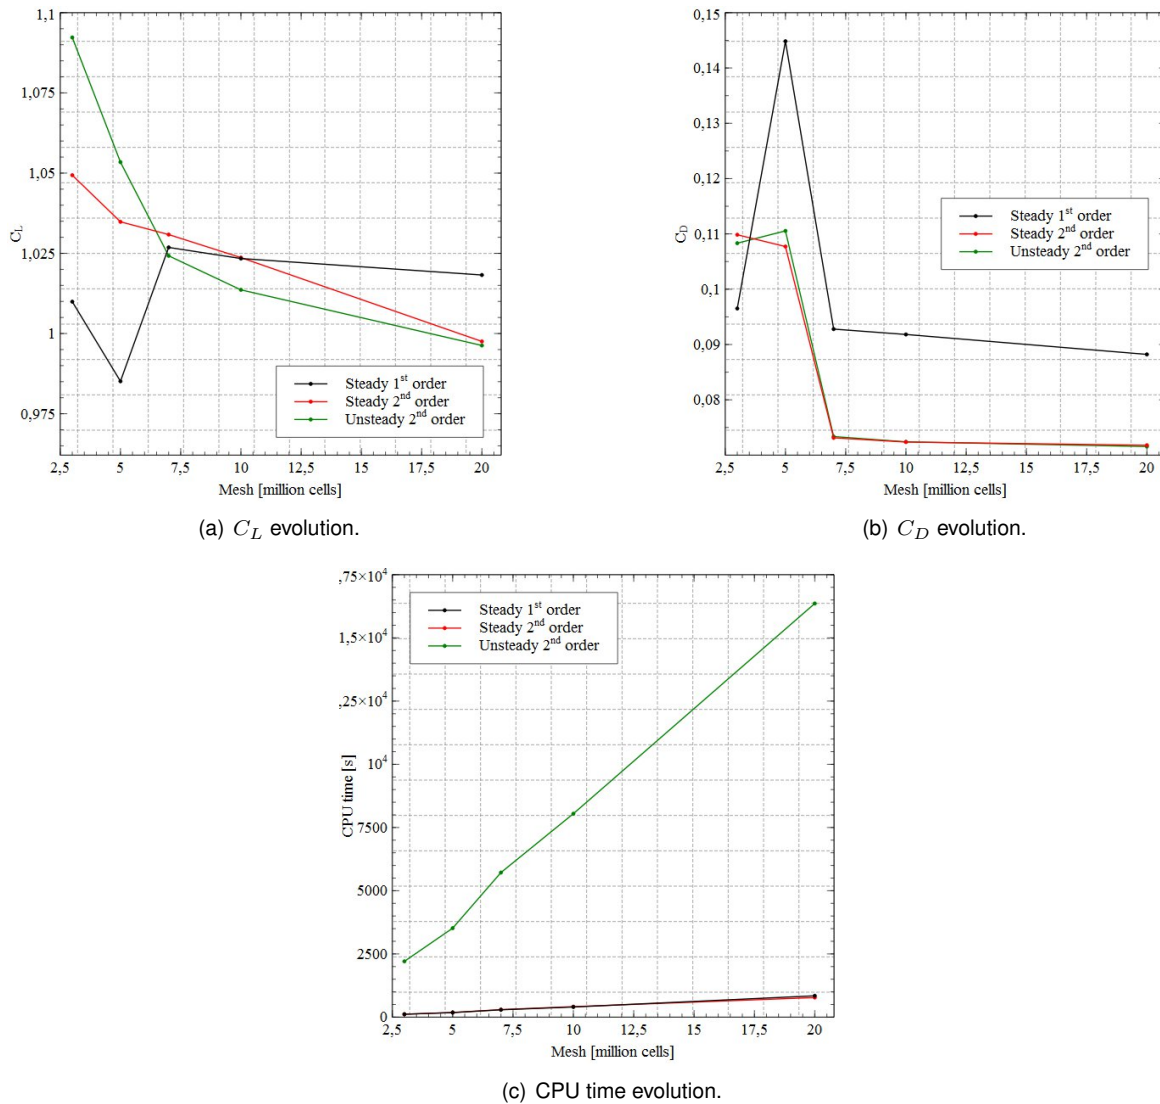 1,1
1,075
1,05
1,025
1
0,975
C_L
2,5 5 7,5 10 12,5 15 17,5 20
Mesh [million cells]
Steady 1st order
Steady 2nd order
Unsteady 2nd order
(a) C_L evolution.
0,15
0,14
0,13
0,12
0,11
0,1
0,09
0,08
C_D
2,5 5 7,5 10 12,5 15 17,5 20
Mesh [million cells]
Steady 1st order
Steady 2nd order
Unsteady 2nd order
(b) C_D evolution.
,75×10^4
1,5×10^4
,25×10^4
10^4
7500
5000
2500
0
CPU time [s]
2,5 5 7,5 10 12,5 15 17,5 20
Mesh [million cells]
Steady 1st order
Steady 2nd order
Unsteady 2nd order
(c) CPU time evolution.